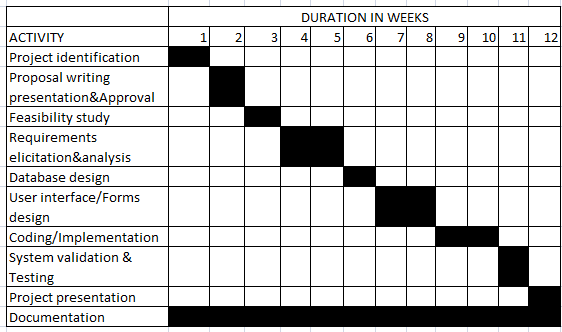 DURATION IN WEEKS
ACTIVITY 1 2 3 4 5 6 7 8 9 10 11 12
Project identification
Proposal writing
presentation&Approval
Feasibility study
Requirements
elicitation&analysis
Database design
User interface/Forms
design
Coding/Implementation
System validation &
Testing
Project presentation
Documentation